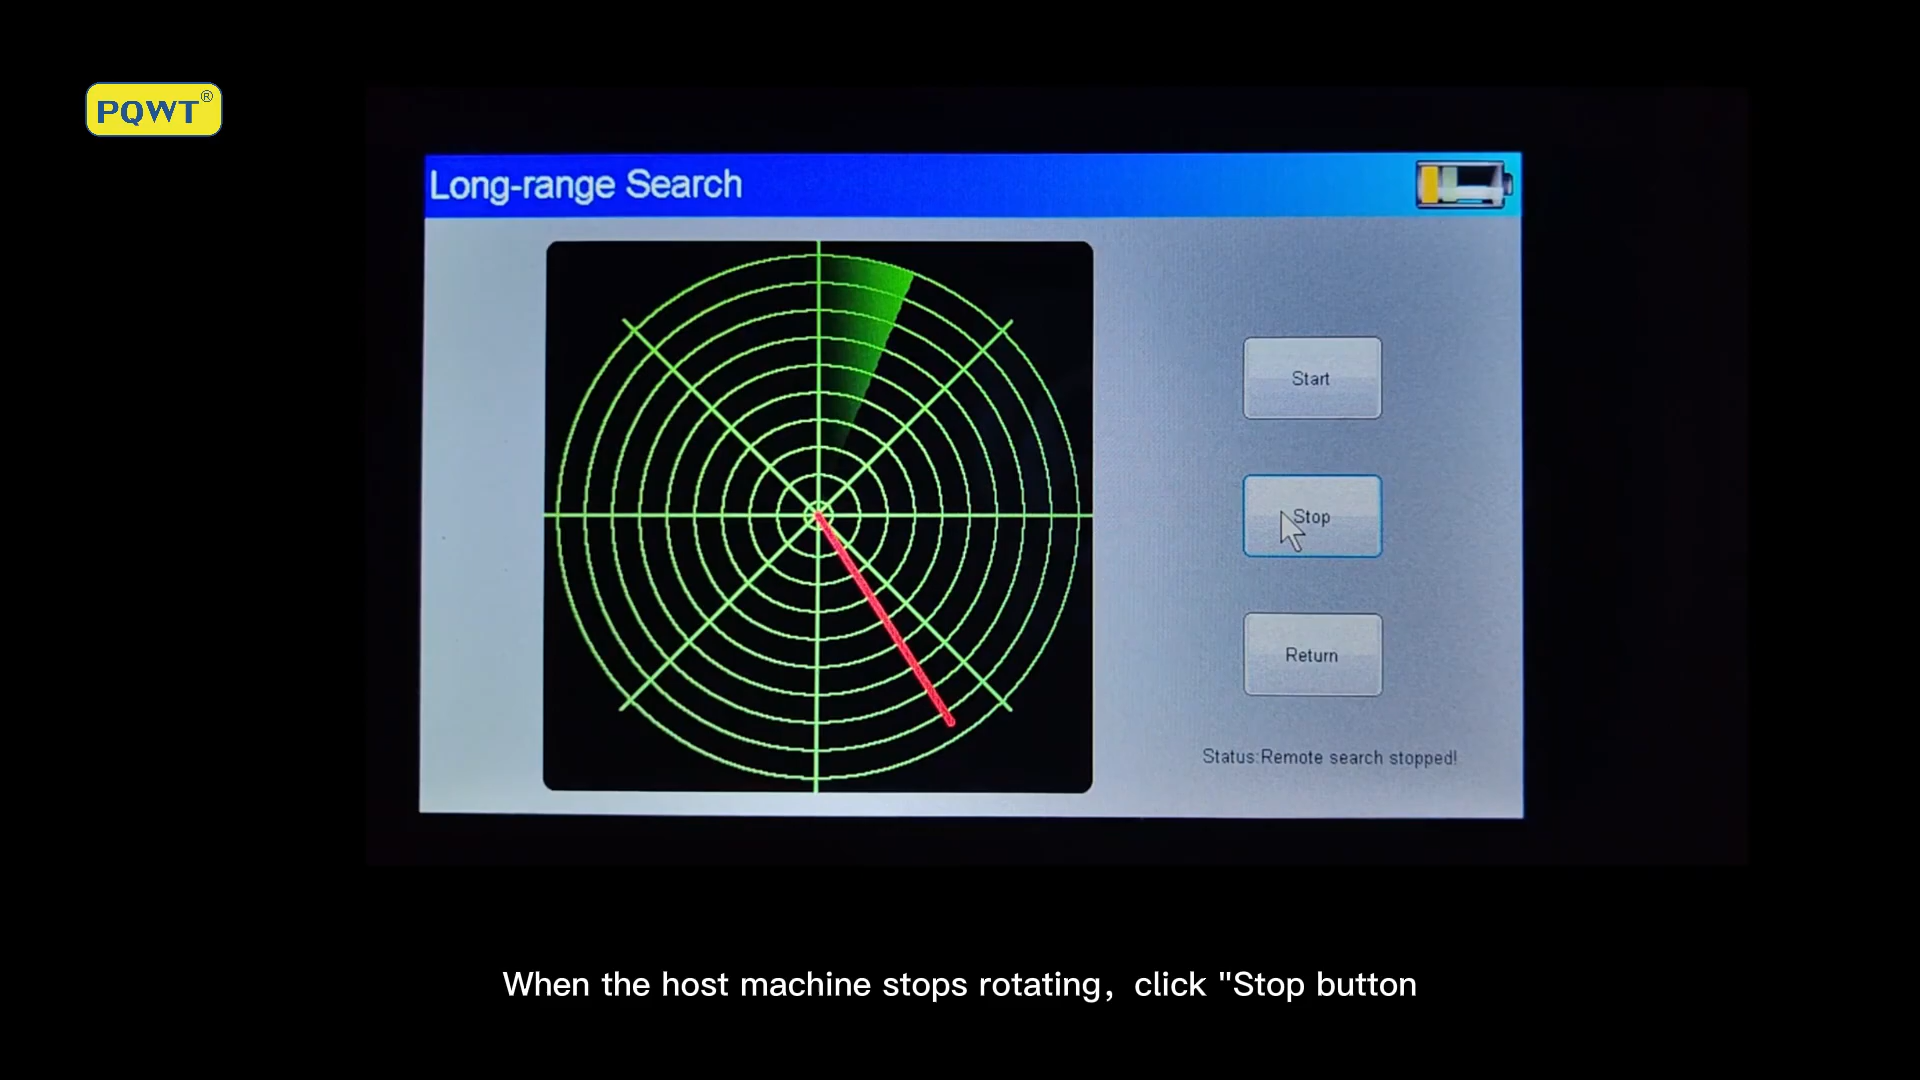 PQWT®
Long-range Search
Start
Stop
Return
Status:Remote search stopped!
When the host machine stops rotating, click "Stop button